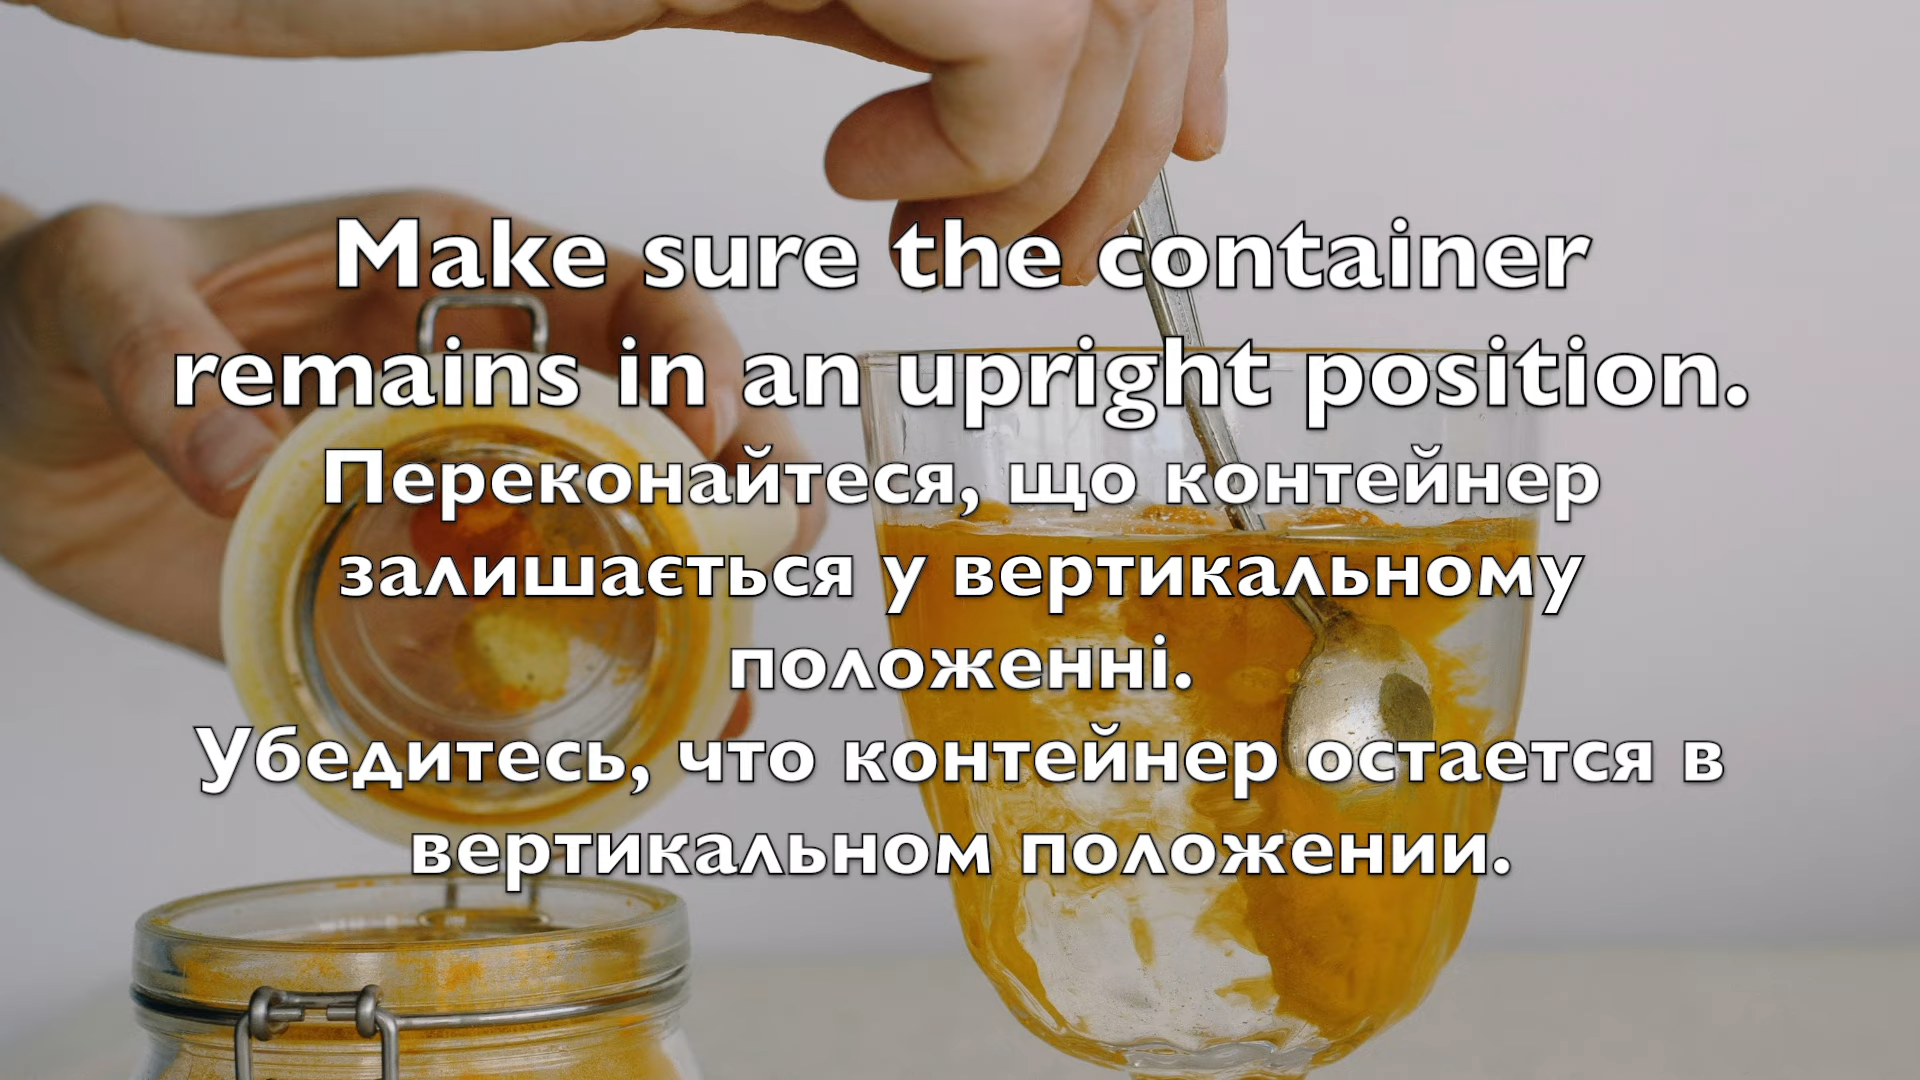 Make sure the container
remains in an upright position.
Переконайтеся, що контейнер
залишається у вертикальному
положенні.
Убедитесь, что контейнер остается в
вертикальном положении.